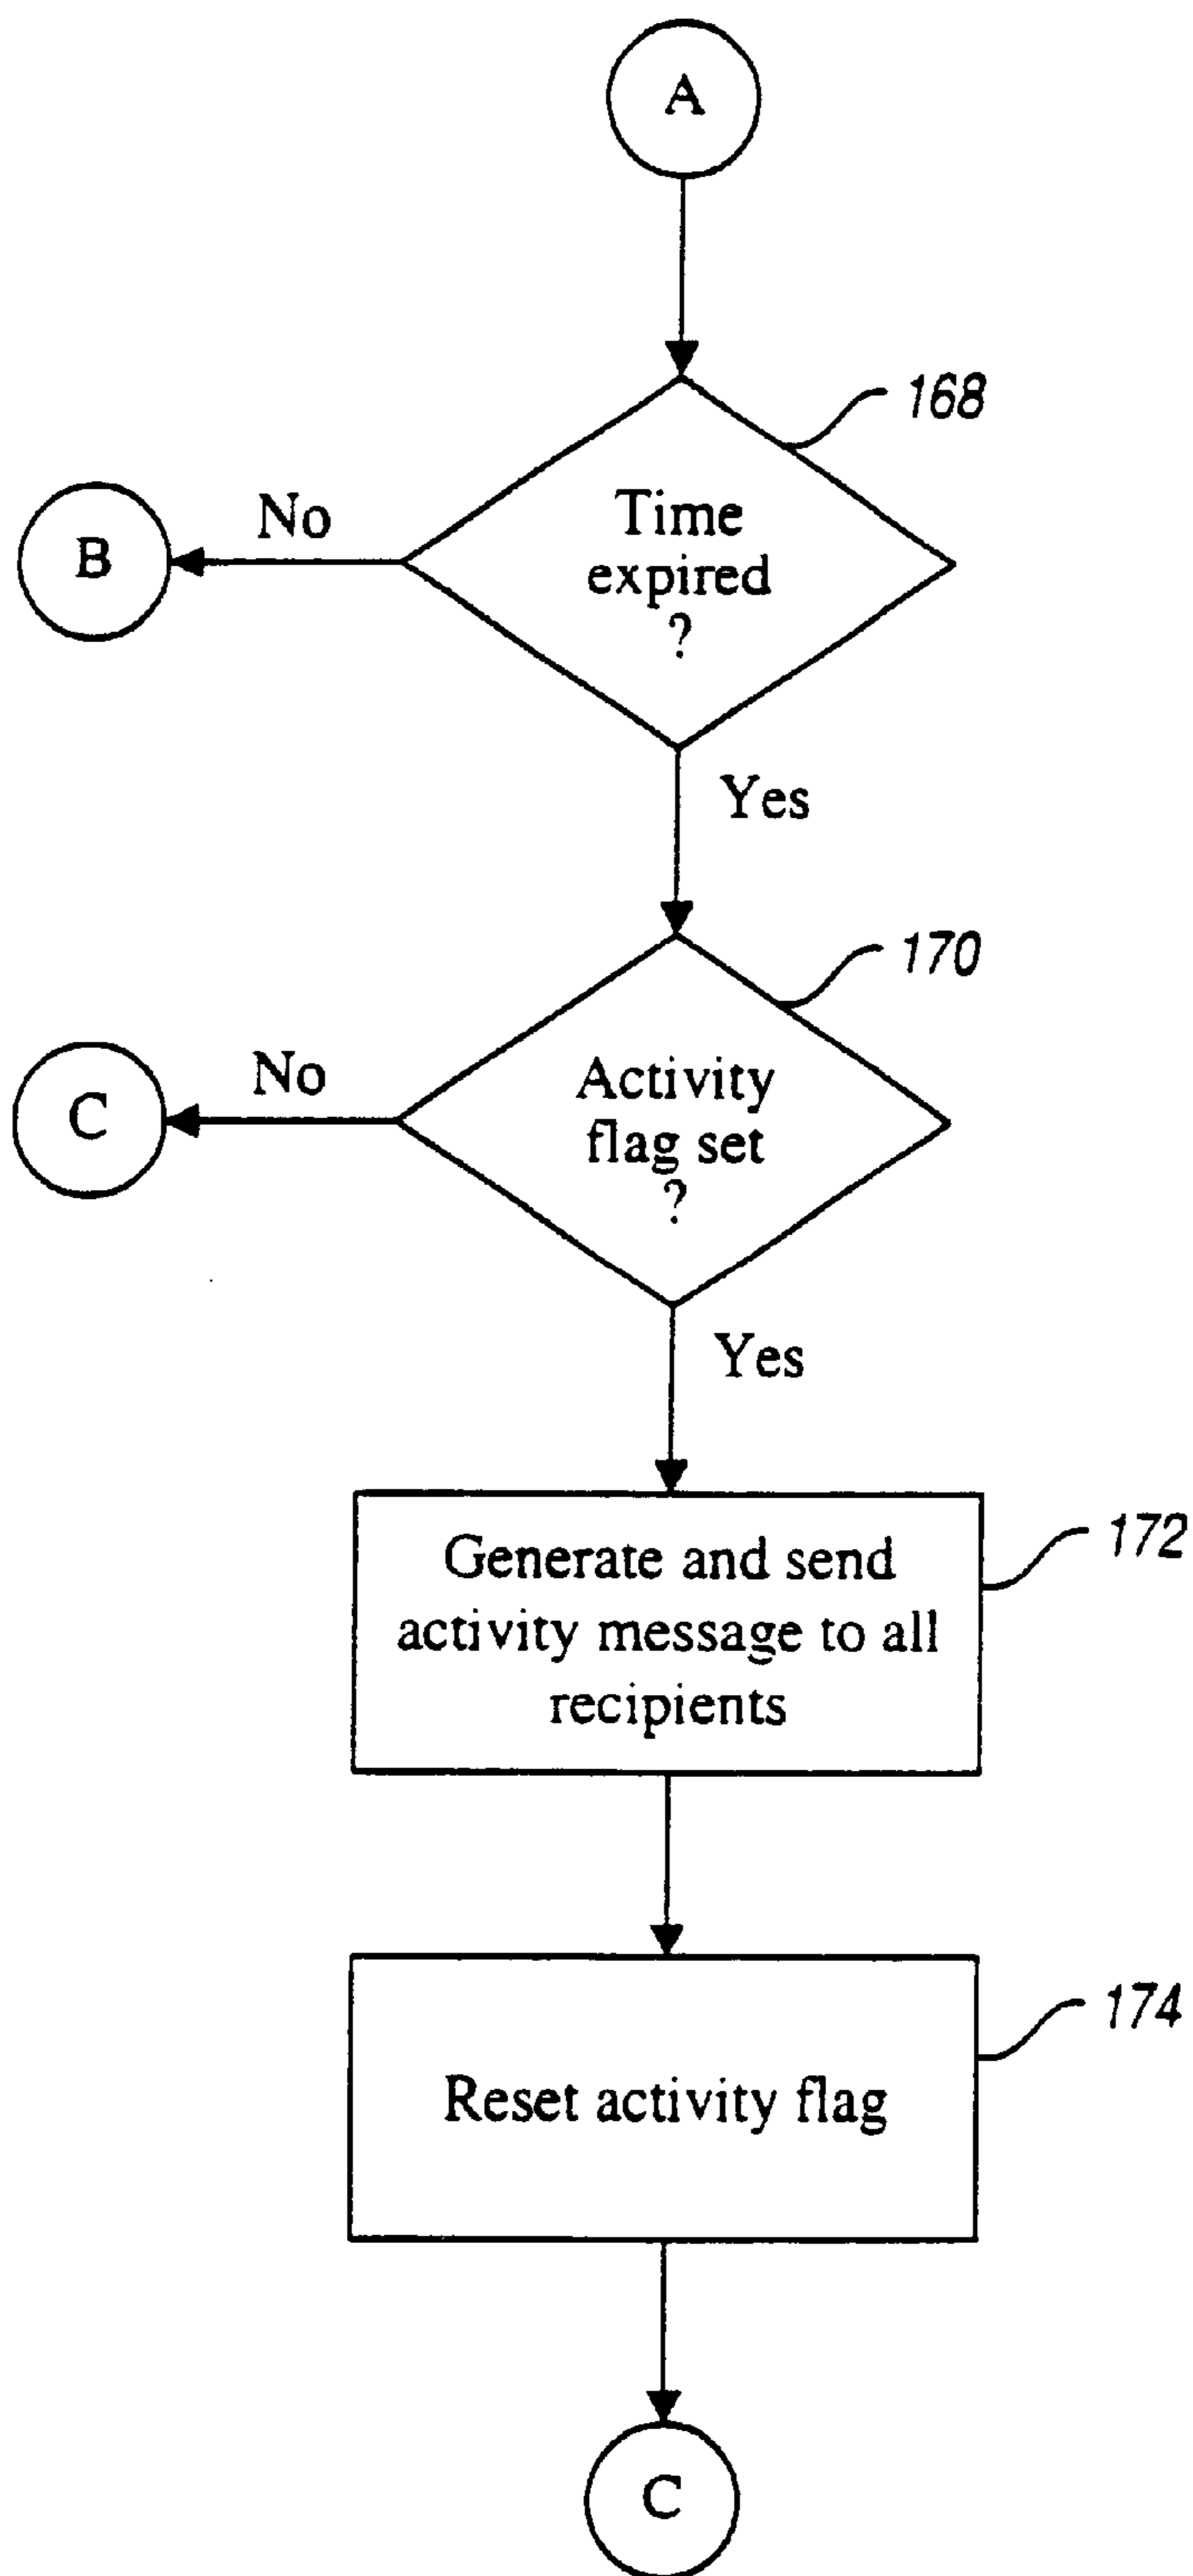 A
168
Time
expired
?
No
B
Yes
170
Activity
flag set
?
No
C
Yes
172
Generate and send
activity message to all
recipients
174
Reset activity flag
C